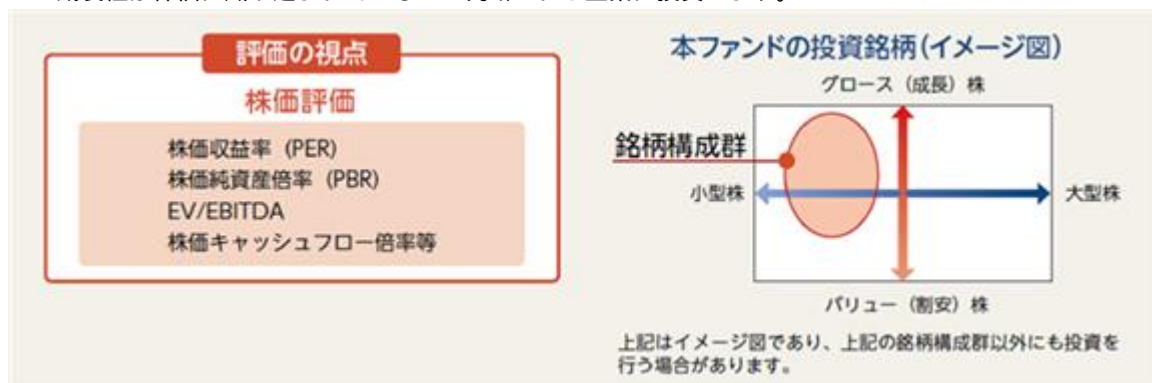 評価の視点
株価評価
株価収益率（PER）
株価純資産倍率（PBR）
EV/EBITDA
株価キャッシュフロー倍率等
本ファンドの投資銘柄（イメージ図）
グロース（成長）株
銘柄構成群
小型株
大型株
バリュー（割安）株
上記はイメージ図であり、上記の銘柄構成群以外にも投資を
行う場合があります。